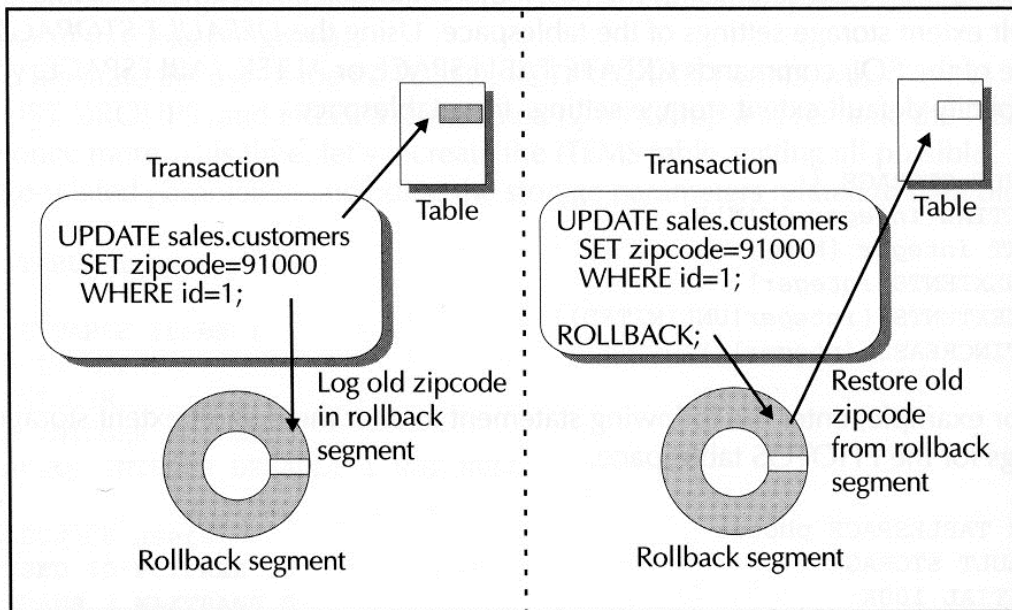 Transaction
Table
UPDATE sales.customers
SET zipcode=91000
WHERE id=1;
Log old zipcode
in rollback
segment
Rollback segment
Transaction
Table
UPDATE sales.customers
SET zipcode=91000
WHERE id=1;
ROLLBACK;
Restore old
zipcode
from rollback
segment
Rollback segment